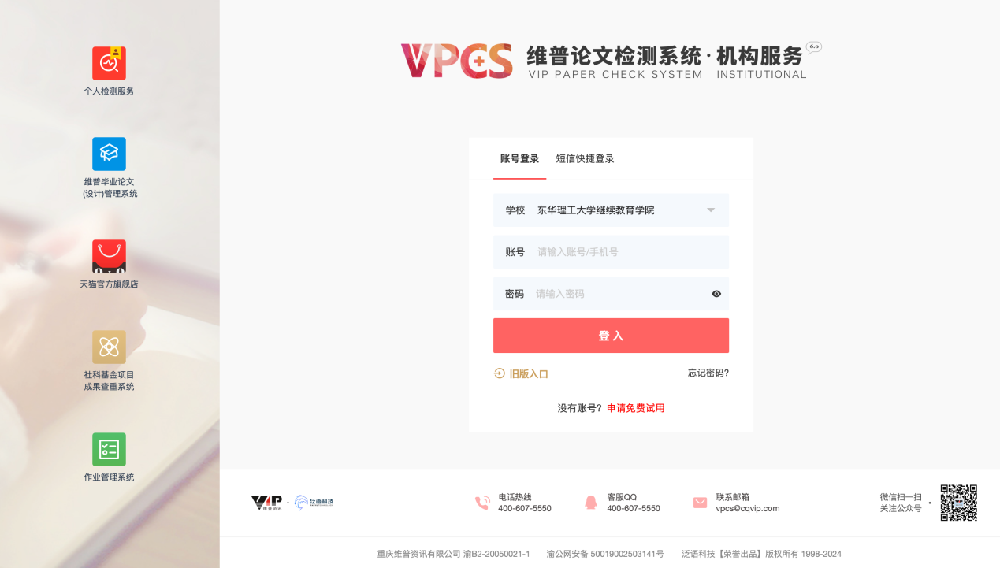 个人检测服务
维普毕业论文
(设计)管理系统
天猫官方旗舰店
社科基金项目
成果查重系统
作业管理系统
VPCS 维普论文检测系统·机构服务 6.0
VIP PAPER CHECK SYSTEM INSTITUTIONAL
账号登录 短信快捷登录
学校 东华理工大学继续教育学院
账号 请输入账号/手机号
密码 请输入密码
登 入
旧版入口 忘记密码?
没有账号? 申请免费试用
VIP 维普资讯 · 泛语科技
电话热线
400-607-5550
客服QQ
400-607-5550
联系邮箱
vpcs@cqvip.com
微信扫一扫
关注公众号
重庆维普资讯有限公司 渝B2-20050021-1 渝公网安备 50019002503141号 泛语科技【荣誉出品】版权所有 1998-2024